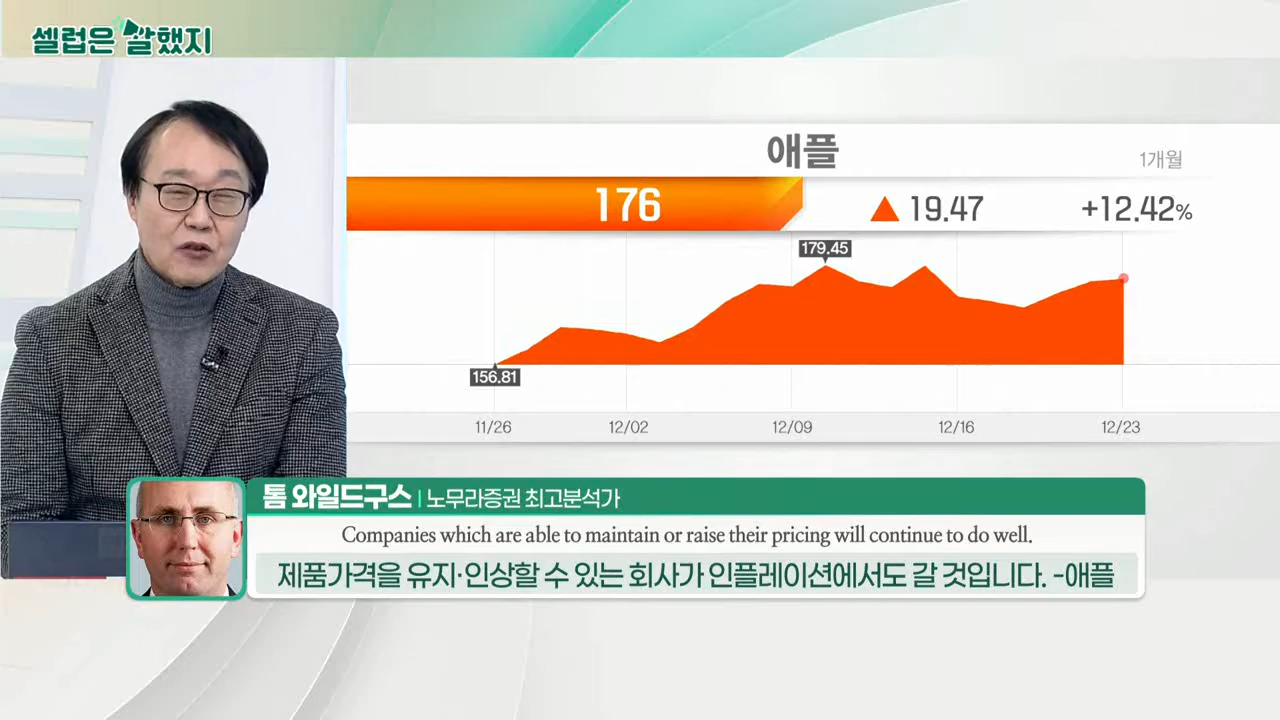 셀럽은 말했지
애플
1개월
176 ▲ 19.47 +12.42%
179.45
156.81
11/26 12/02 12/09 12/16 12/23
톰 와일드구스 | 노무라증권 최고분석가
Companies which are able to maintain or raise their pricing will continue to do well.
제품가격을 유지·인상할 수 있는 회사가 인플레이션에서도 갈 것입니다. -애플